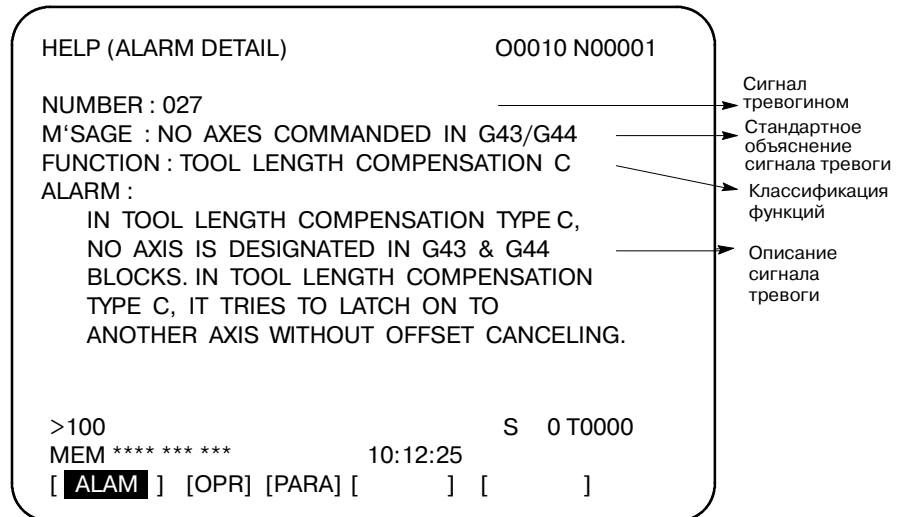 HELP (ALARM DETAIL) O0010 N00001
NUMBER : 027
M‘SAGE : NO AXES COMMANDED IN G43/G44
FUNCTION : TOOL LENGTH COMPENSATION C
ALARM :
IN TOOL LENGTH COMPENSATION TYPE C,
NO AXIS IS DESIGNATED IN G43 & G44
BLOCKS. IN TOOL LENGTH COMPENSATION
TYPE C, IT TRIES TO LATCH ON TO
ANOTHER AXIS WITHOUT OFFSET CANCELING.
>100 S 0 T0000
MEM **** *** *** 10:12:25
[ ALAM ] [OPR] [PARA] [ ] [ ]
Сигнал
тревогином
Стандартное
объяснение
сигнала тревоги
Классификация
функций
Описание
сигнала
тревоги